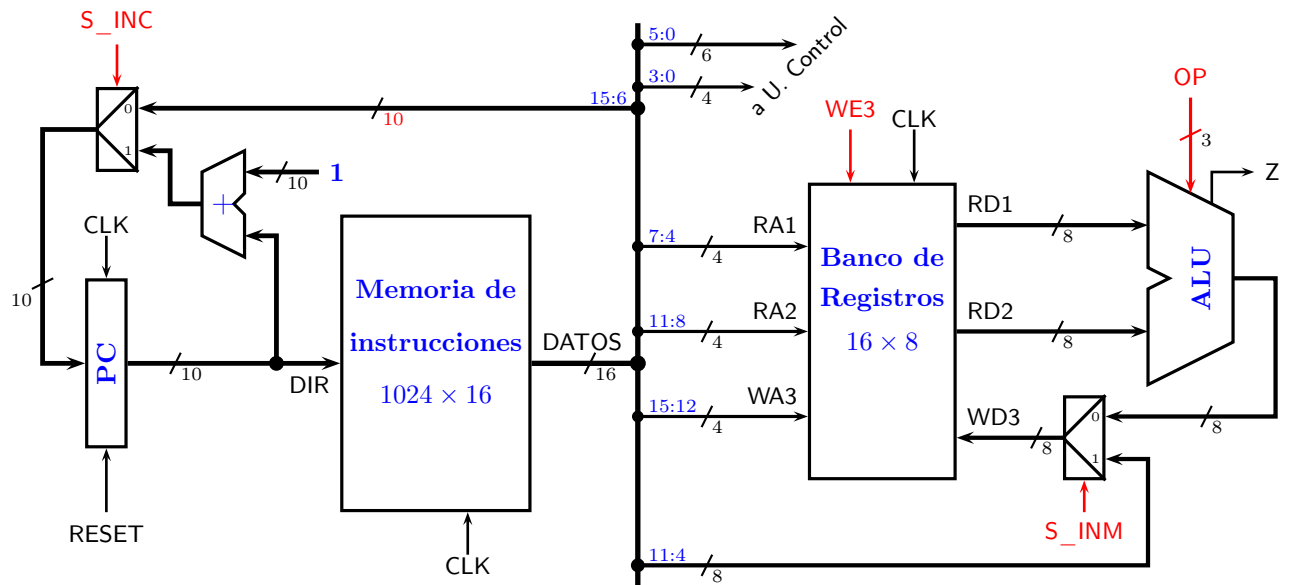 S_INC
0
1
15:6
10
1
10
+
CLK
10
PC
10
RESET
DIR
Memoria de
instrucciones
1024 × 16
CLK
DATOS
16
5:0
6
3:0
4
a U. Control
7:4
4
RA1
11:8
4
RA2
15:12
4
WA3
11:4
8
WE3
CLK
Banco de
Registros
16 × 8
RD1
8
RD2
8
WD3
8
OP
3
Z
ALU
0
1
8
S_INM